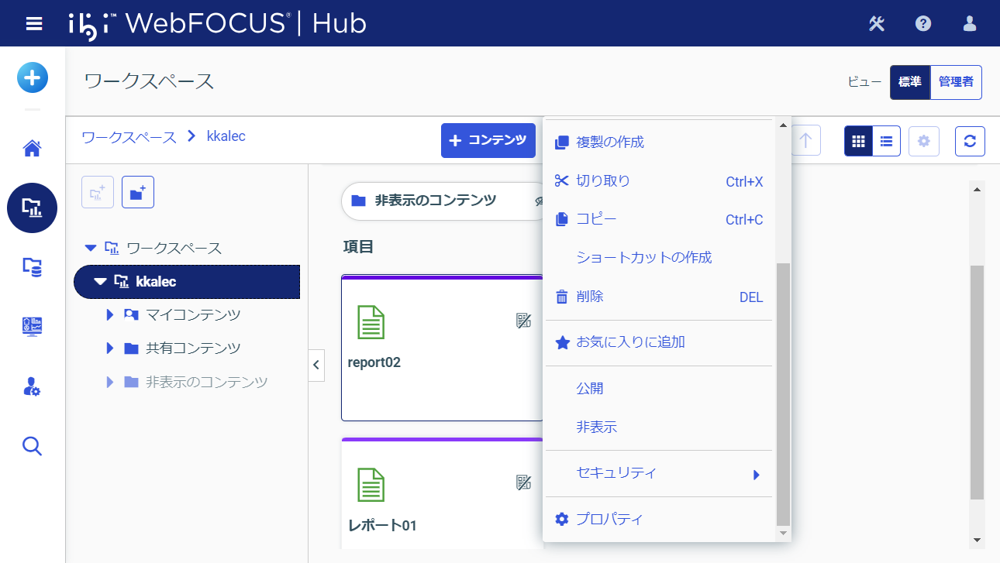 ibi™ WebFOCUS® | Hub
ワークスペース
ビュー 標準 管理者
ワークスペース kkalec
コンテンツ
ワークスペース
kkalec
マイコンテンツ
共有コンテンツ
非表示のコンテンツ
非表示のコンテンツ
項目
report02
レポート01
複製の作成
切り取り Ctrl+X
コピー Ctrl+C
ショートカットの作成
削除 DEL
お気に入りに追加
公開
非表示
セキュリティ
プロパティ